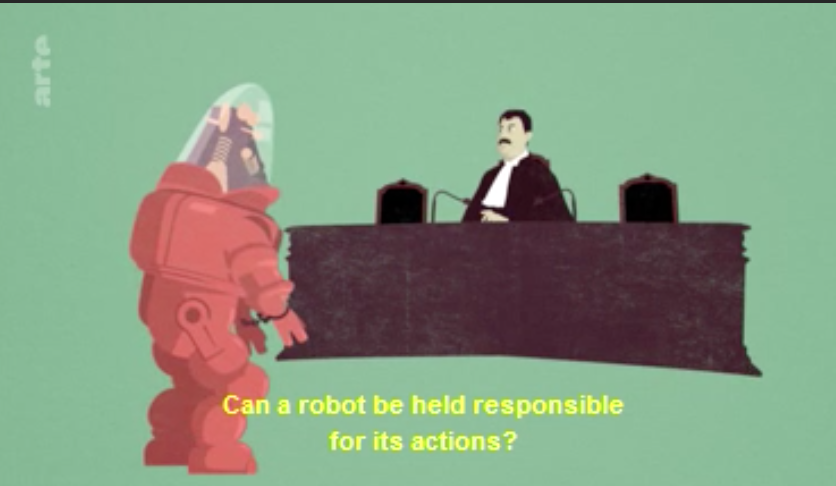 arte
Can a robot be held responsible
for its actions?